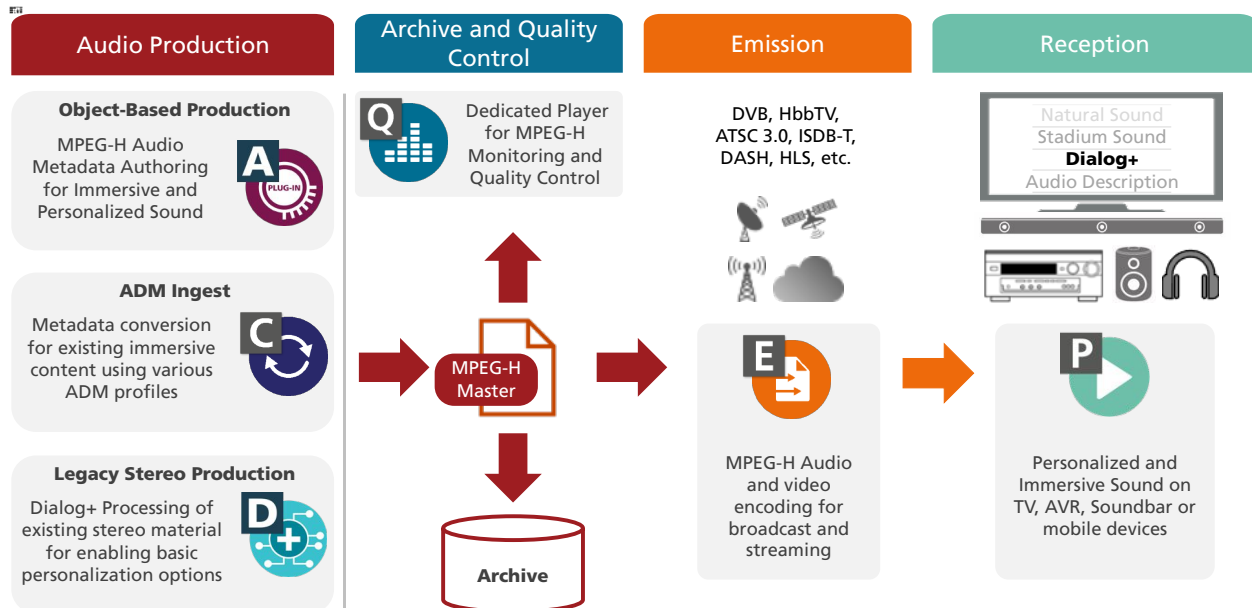 Audio Production
Archive and Quality
Control
Emission
Reception
Object-Based Production
MPEG-H Audio
Metadata Authoring
for Immersive and
Personalized Sound
A
PLUG-IN
ADM Ingest
Metadata conversion
for existing immersive
content using various
ADM profiles
C
Legacy Stereo Production
Dialog+ Processing of
existing stereo material
for enabling basic
personalization options
D
Q
Dedicated Player
for MPEG-H
Monitoring and
Quality Control
MPEG-H
Master
Archive
DVB, HbbTV,
ATSC 3.0, ISDB-T,
DASH, HLS, etc.
E
MPEG-H Audio
and video
encoding for
broadcast and
streaming
Natural Sound
Stadium Sound
Dialog+
Audio Description
P
Personalized and
Immersive Sound on
TV, AVR, Soundbar or
mobile devices